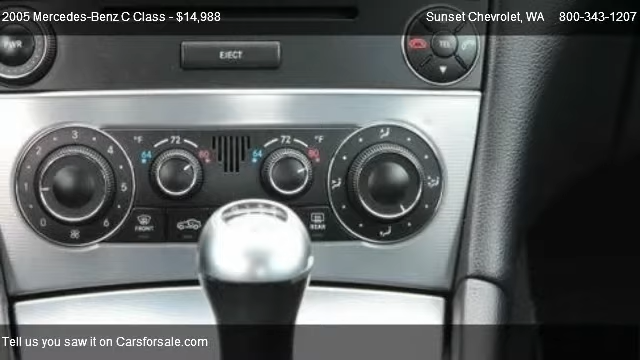 2005 Mercedes-Benz C Class - $14,988
Sunset Chevrolet, WA 800-343-1207
PWR
EJECT
TEL
0 1 2 3 4 5 6
°F 72
64 80
72 °F
64 80
FRONT
REAR
Tell us you saw it on Carsforsale.com